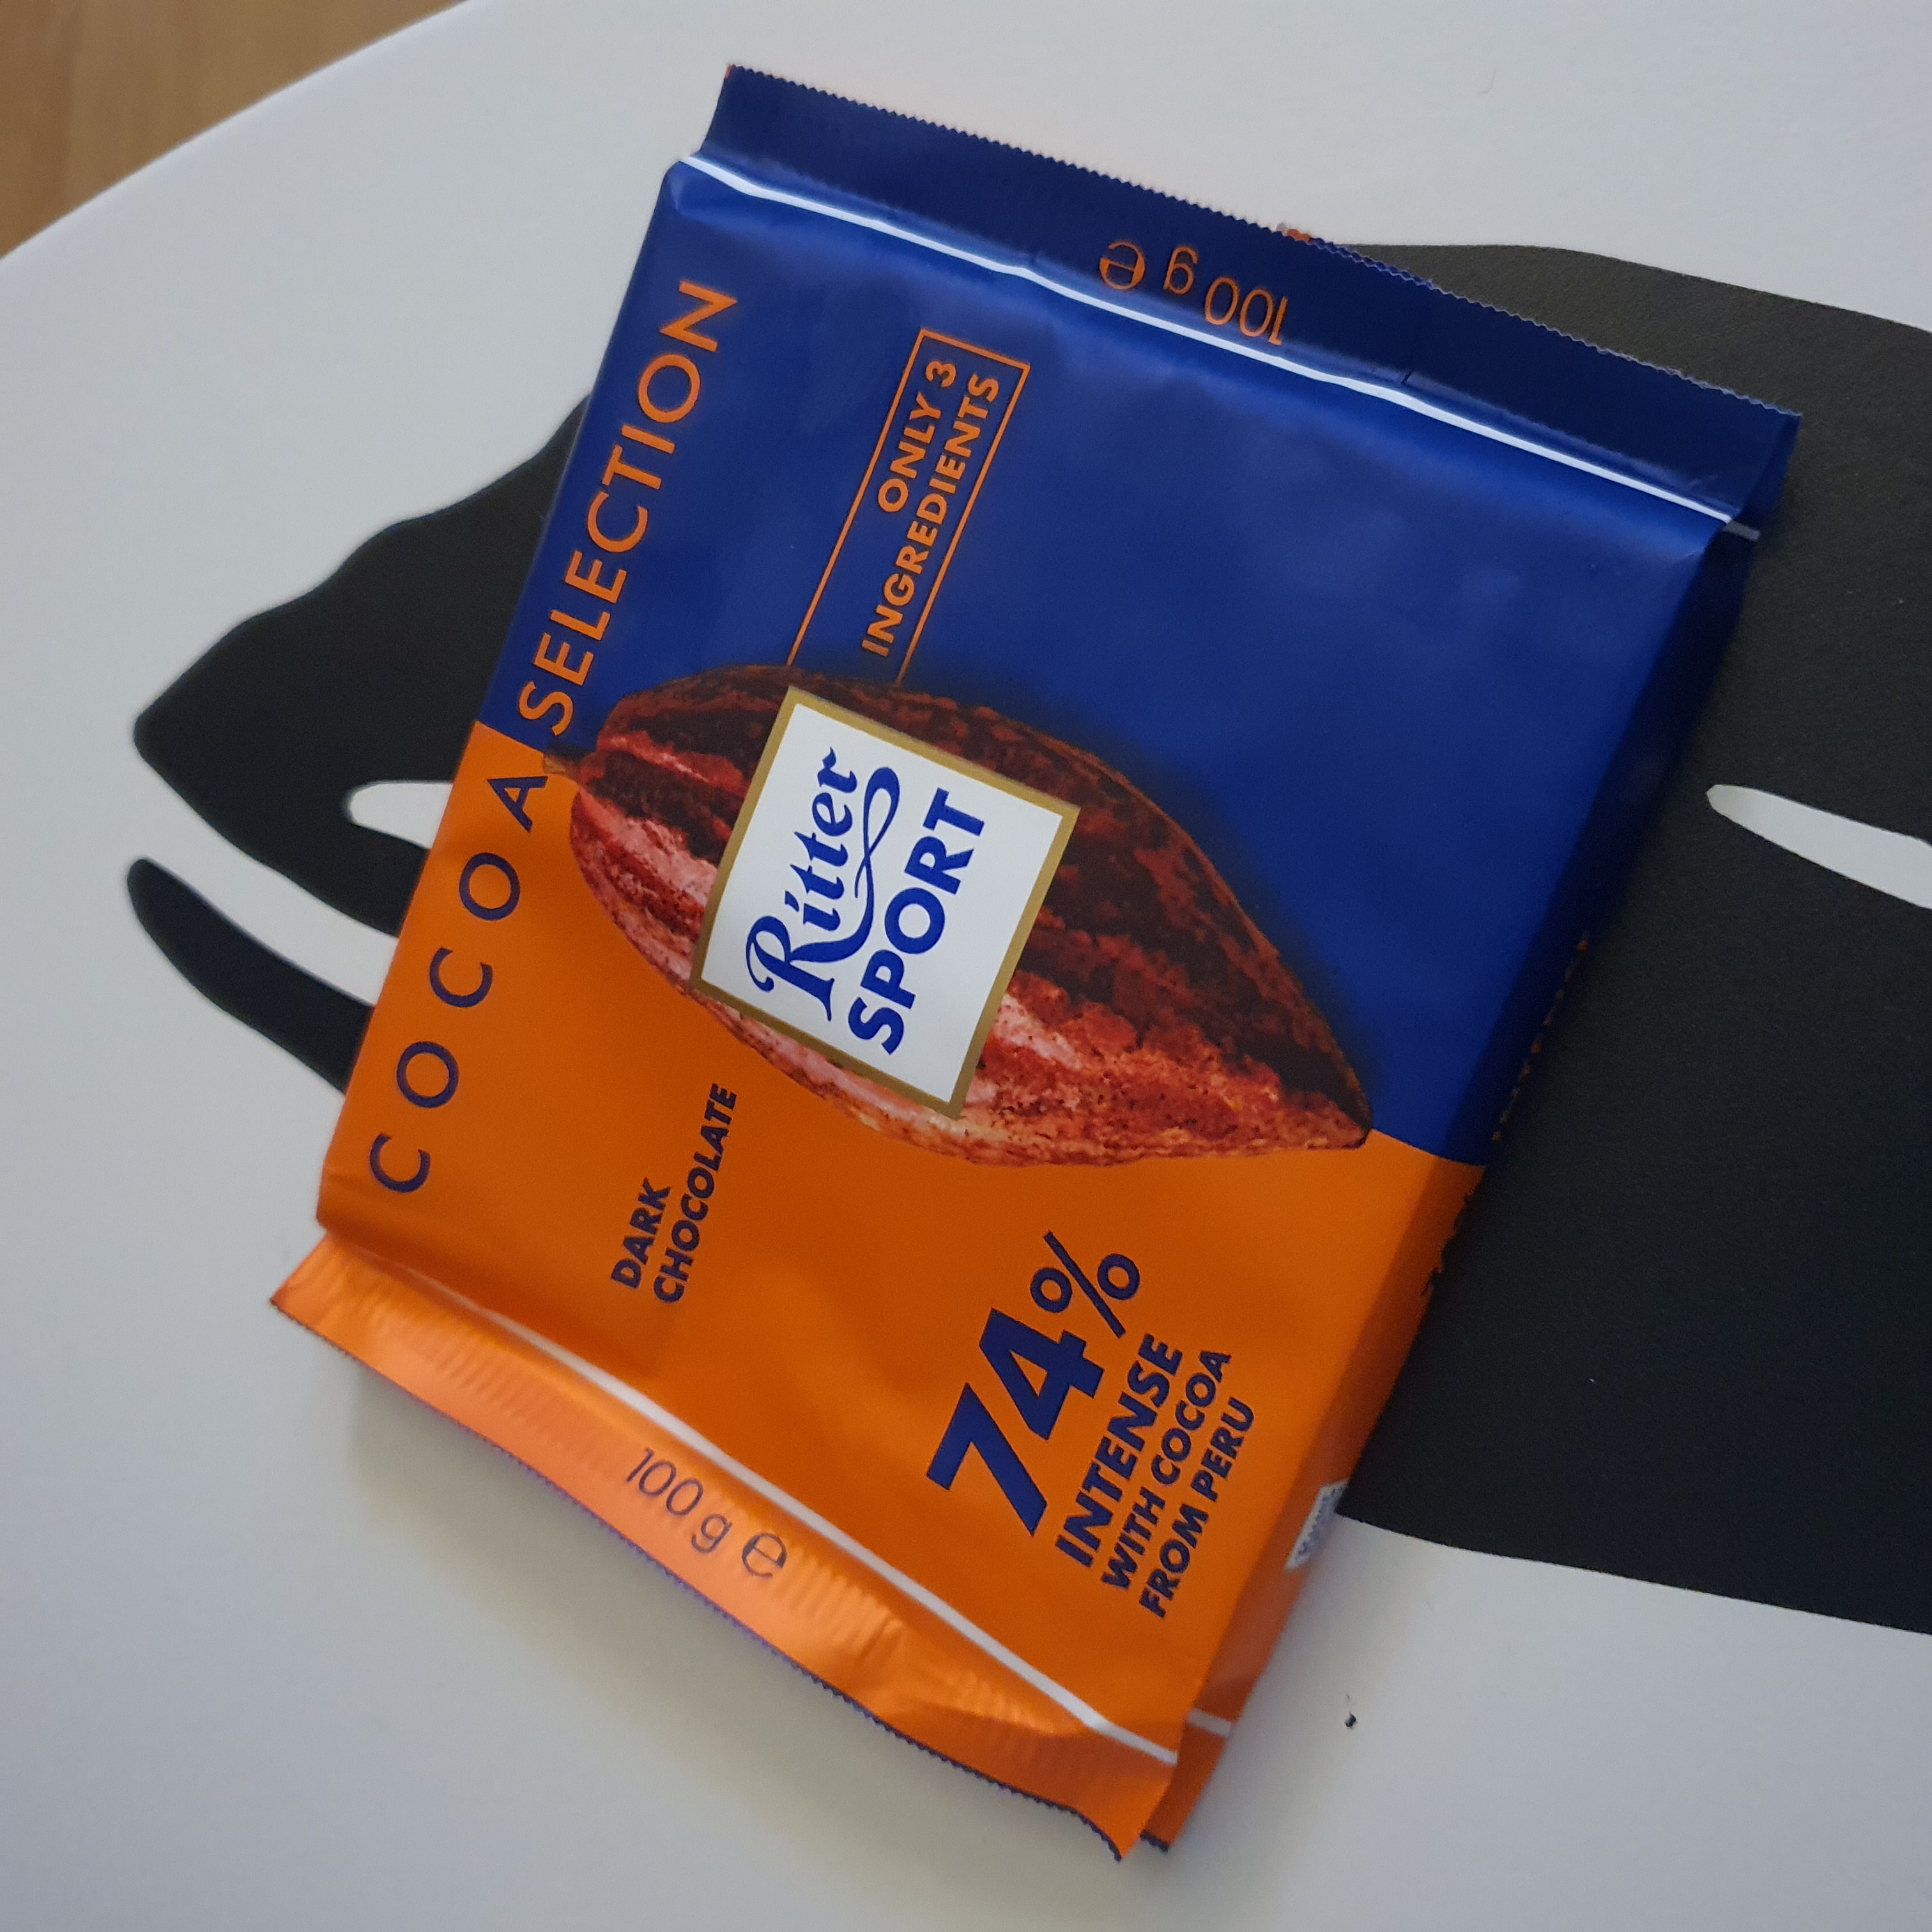 COCOA SELECTION
ONLY 3
INGREDIENTS
Ritter
SPORT
DARK
CHOCOLATE
74%
INTENSE
WITH COCOA
FROM PERU
100 g e
100 g e